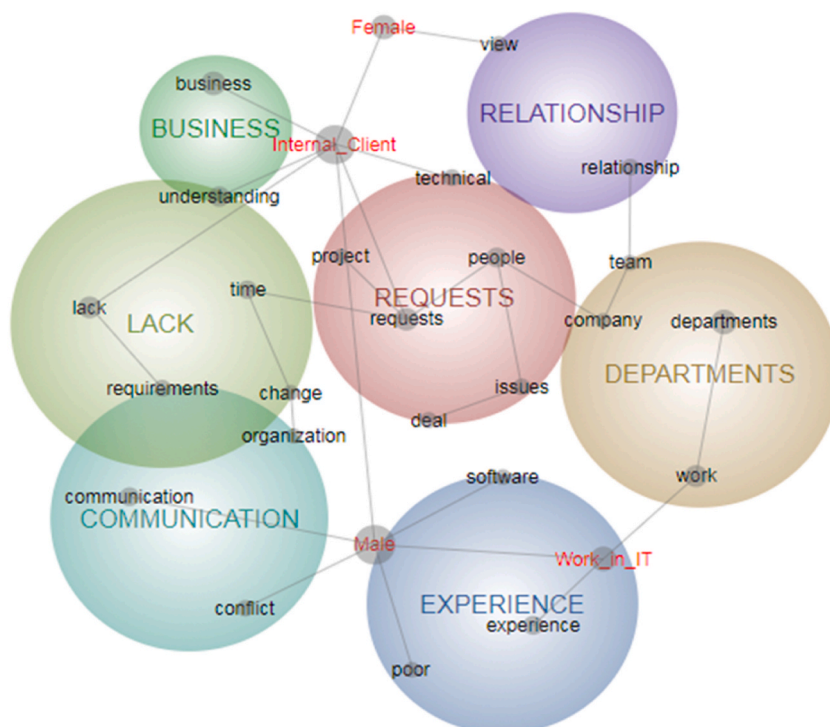 Female
view
business
RELATIONSHIP
BUSINESS
Internal_Client
relationship
technical
understanding
project
people
team
time
lack
REQUESTS
LACK
requests
company
departments
DEPARTMENTS
requirements
issues
change
deal
organization
software
work
communication
COMMUNICATION
Male
Work_in_IT
EXPERIENCE
conflict
experience
poor